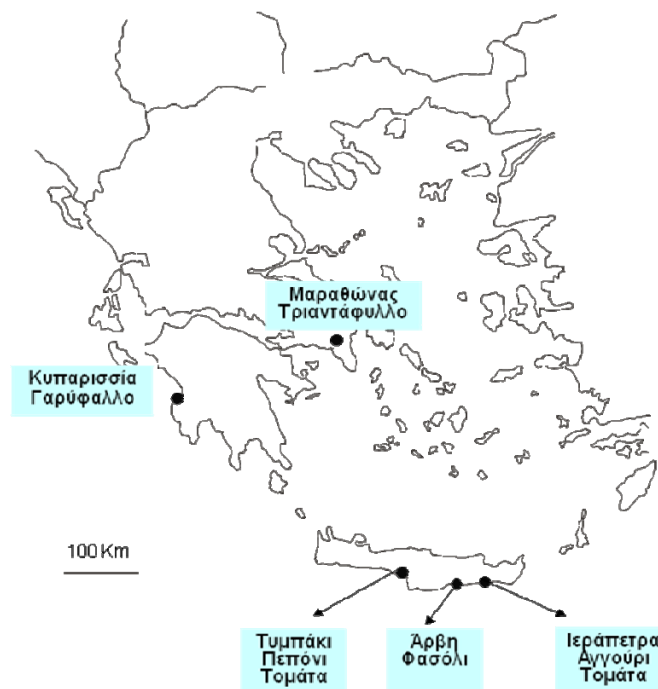 Μαραθώνας
Τριαντάφυλλο
Κυπαρισσία
Γαρύφαλλο
100 Km
Τυμπάκι
Πεπόνι
Τομάτα
Άρβη
Φασόλι
Ιεράπετρα
Αγγούρι
Τομάτα